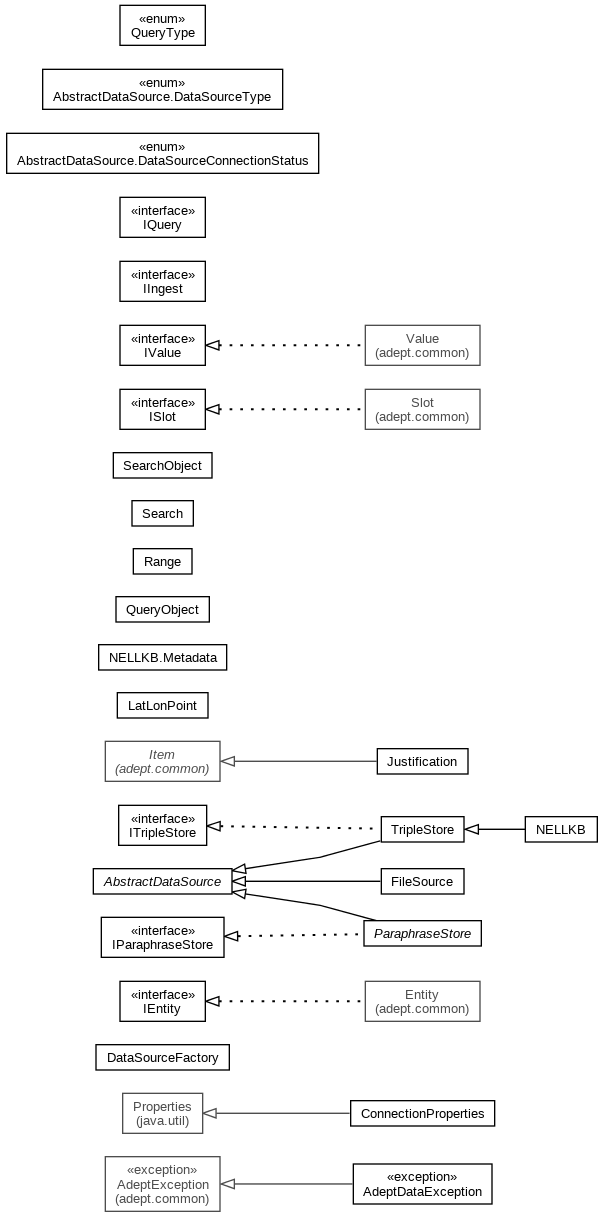 «enum»
QueryType
«enum»
AbstractDataSource.DataSourceType
«enum»
AbstractDataSource.DataSourceConnectionStatus
«interface»
IQuery
«interface»
IIngest
«interface»
IValue
Value
(adept.common)
«interface»
ISlot
Slot
(adept.common)
SearchObject
Search
Range
QueryObject
NELLKB.Metadata
LatLonPoint
Item
(adept.common)
Justification
«interface»
ITripleStore
TripleStore
NELLKB
AbstractDataSource
FileSource
«interface»
IParaphraseStore
ParaphraseStore
«interface»
IEntity
Entity
(adept.common)
DataSourceFactory
Properties
(java.util)
ConnectionProperties
«exception»
AdeptException
(adept.common)
«exception»
AdeptDataException